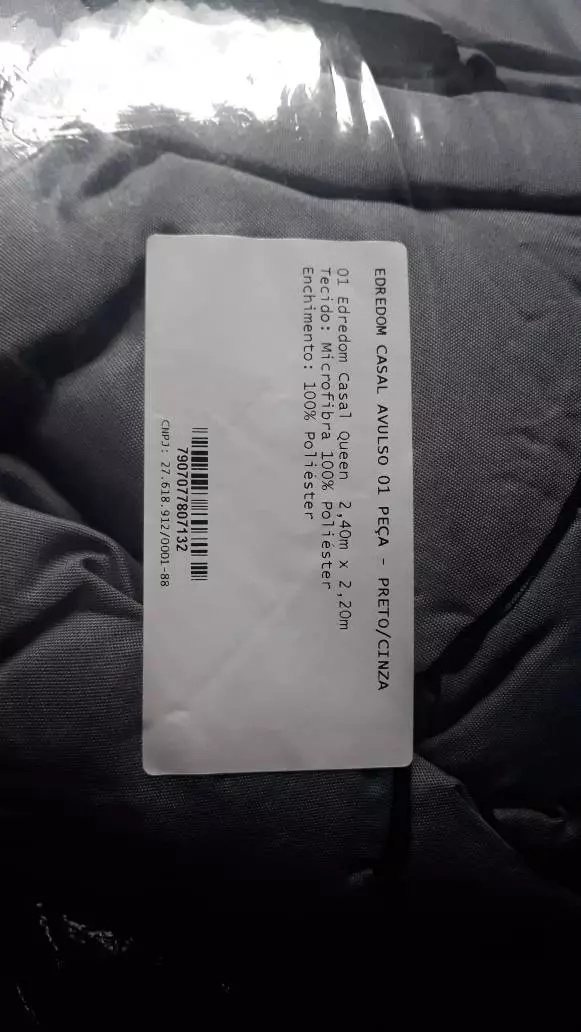 EDREDOM CASAL AVULSO 01 PEÇA - PRETO/CINZA
01 Edredom Casal Queen 2,40m x 2,20m
Tecido: Microfibra 100% Poliéster
Enchimento: 100% Poliéster
7907077807132
CNPJ: 27.618.912/0001-88